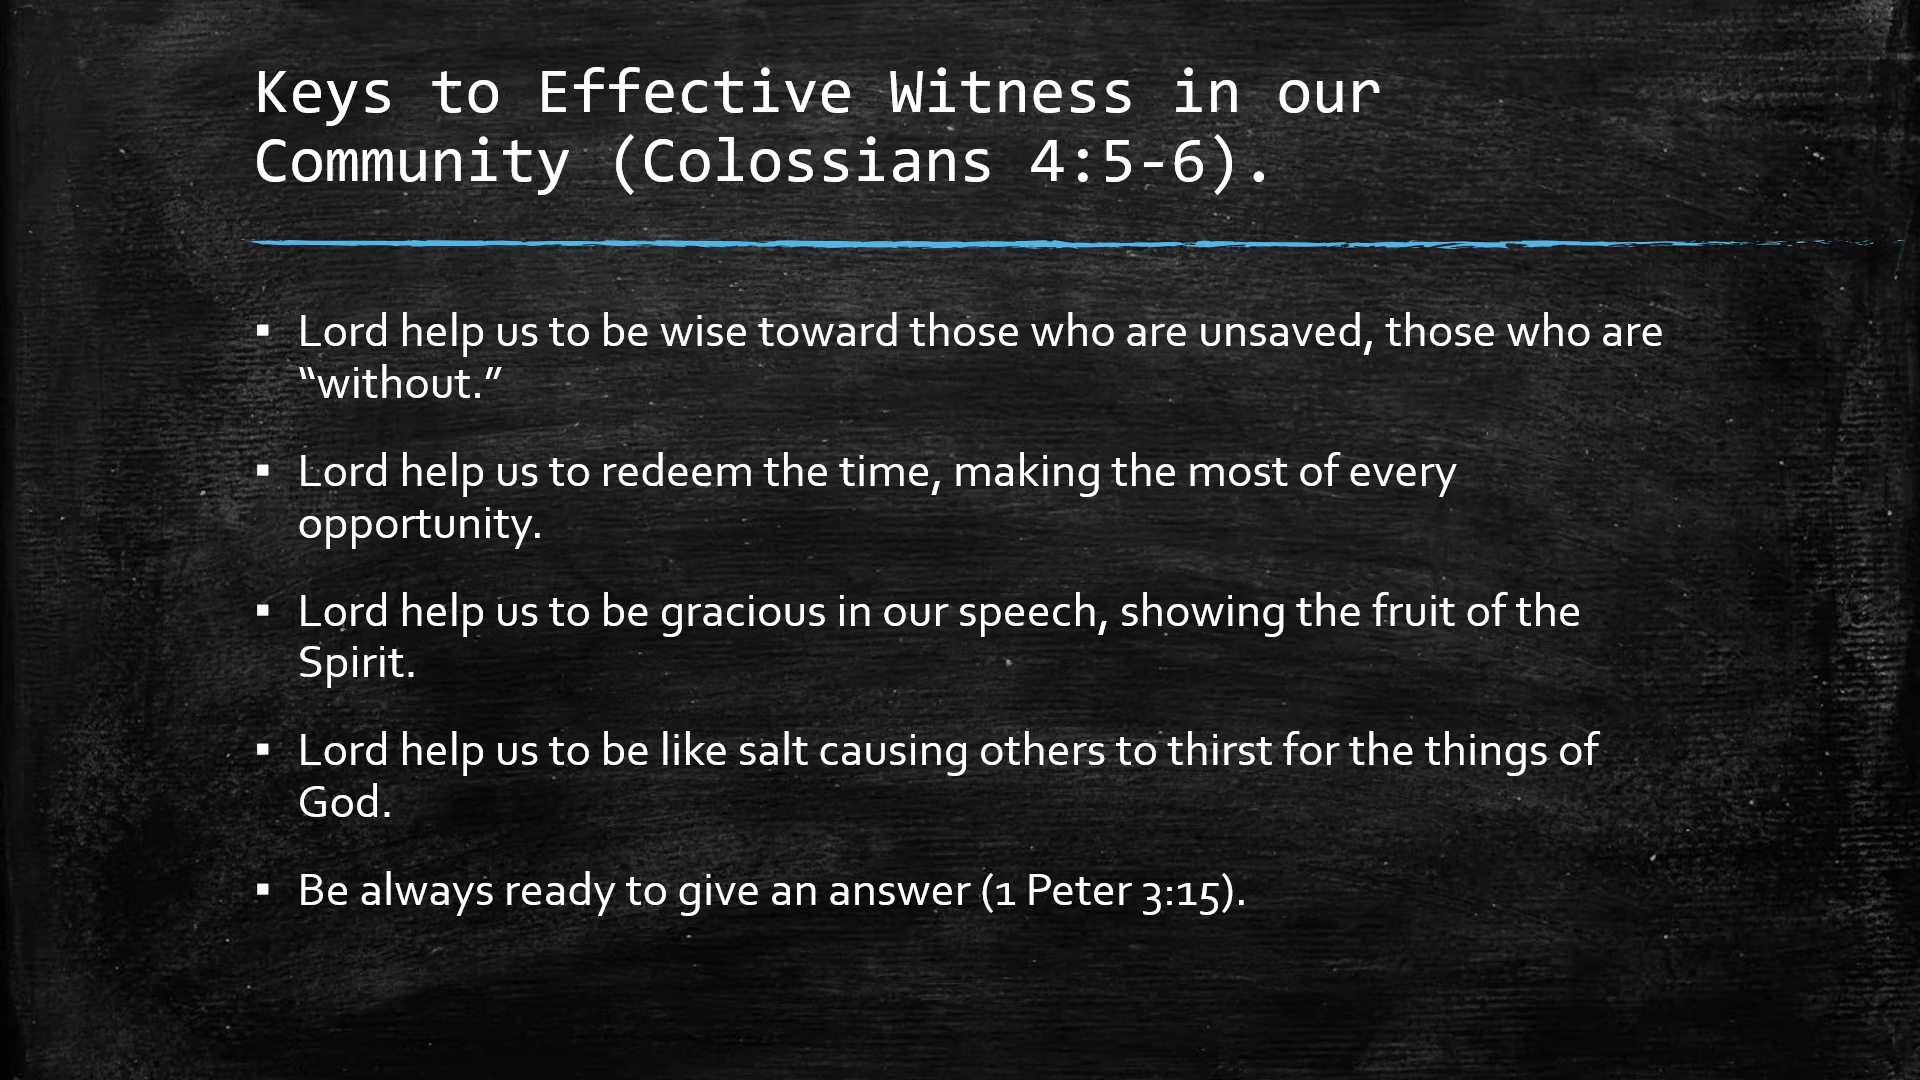 Keys to Effective Witness in our
Community (Colossians 4:5-6).
▪ Lord help us to be wise toward those who are unsaved, those who are
“without.”
▪ Lord help us to redeem the time, making the most of every
opportunity.
▪ Lord help us to be gracious in our speech, showing the fruit of the
Spirit.
▪ Lord help us to be like salt causing others to thirst for the things of
God.
▪ Be always ready to give an answer (1 Peter 3:15).